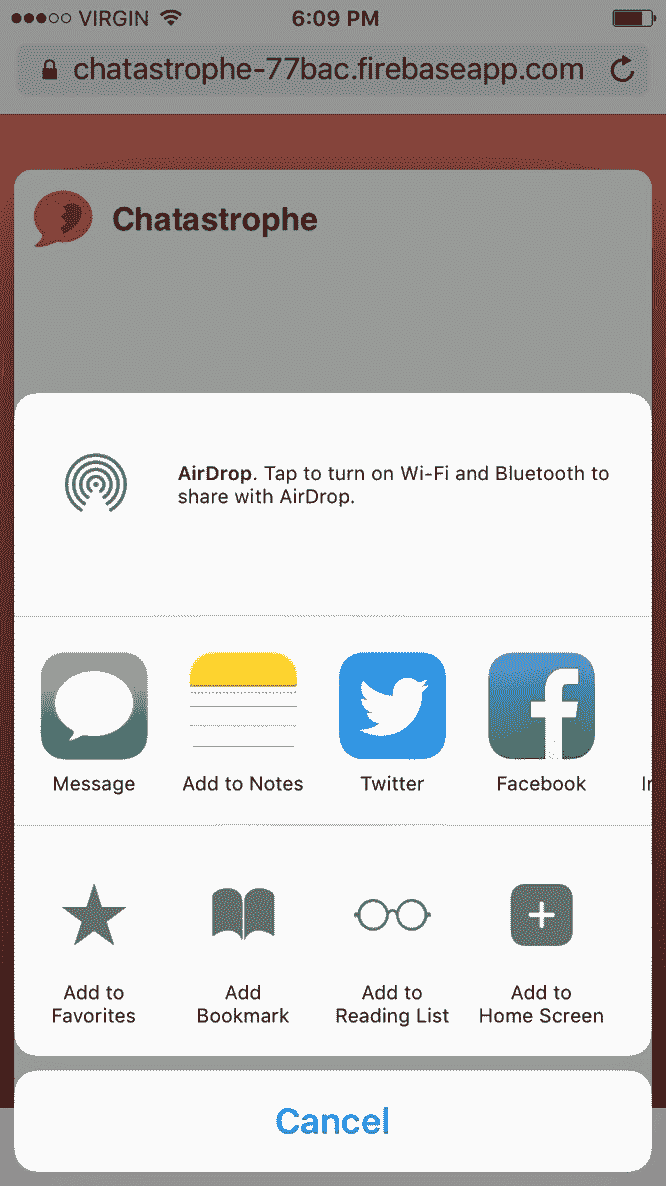 VIRGIN 6:09 PM
chatastrophe-77bac.firebaseapp.com
Chatastrophe
AirDrop. Tap to turn on Wi-Fi and Bluetooth to
share with AirDrop.
Message Add to Notes Twitter Facebook
Add to Add Add to Add to
Favorites Bookmark Reading List Home Screen
Cancel